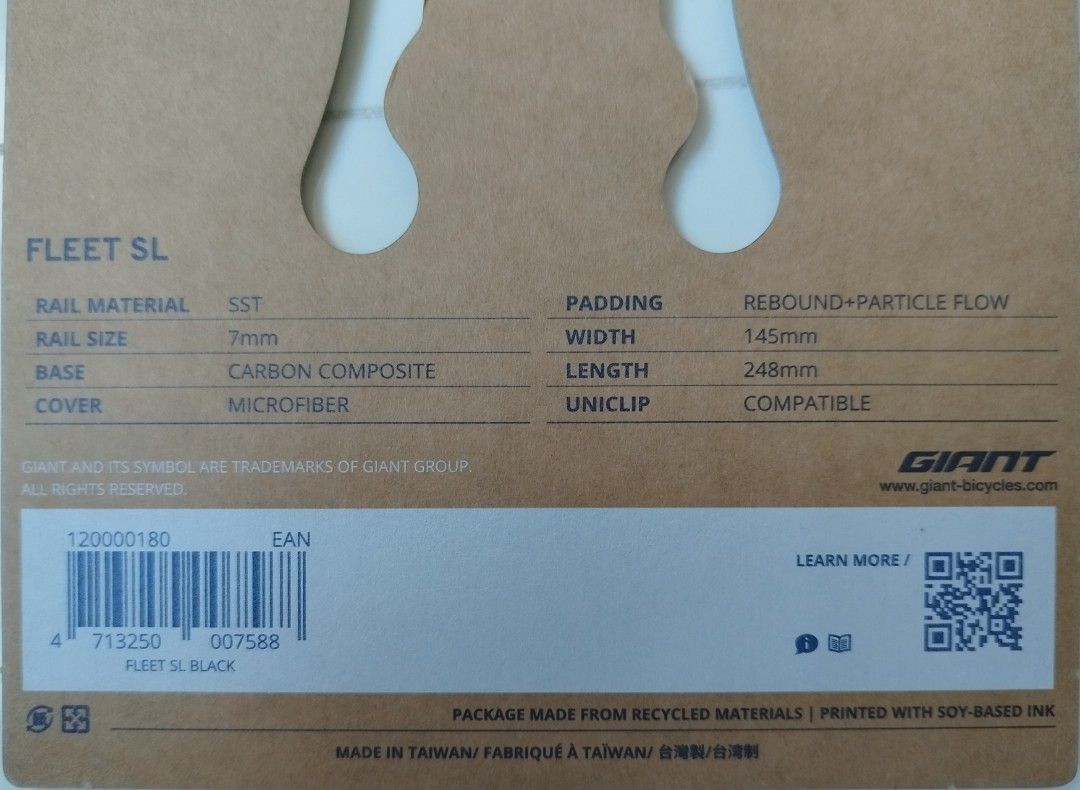 FLEET SL
RAIL MATERIAL SST
RAIL SIZE 7mm
BASE CARBON COMPOSITE
COVER MICROFIBER
PADDING REBOUND+PARTICLE FLOW
WIDTH 145mm
LENGTH 248mm
UNICLIP COMPATIBLE
GIANT AND ITS SYMBOL ARE TRADEMARKS OF GIANT GROUP.
ALL RIGHTS RESERVED.
GIANT
www.giant-bicycles.com
120000180 EAN
4 713250 007588
FLEET SL BLACK
LEARN MORE /
PACKAGE MADE FROM RECYCLED MATERIALS | PRINTED WITH SOY-BASED INK
MADE IN TAIWAN/ FABRIQUÉ À TAÏWAN/ 台灣製/台湾制